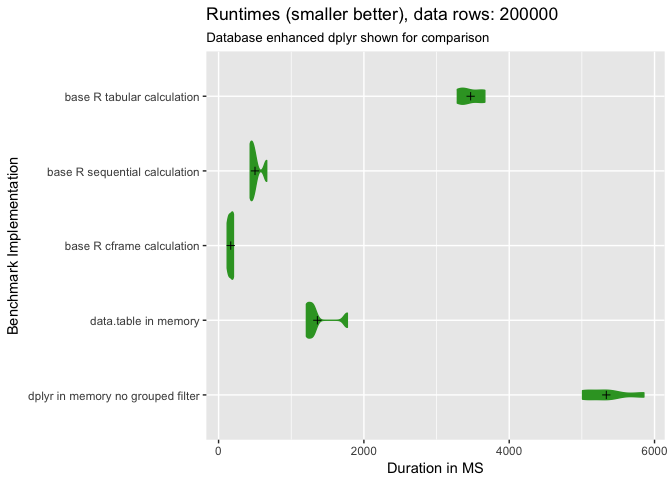 Runtimes (smaller better), data rows: 200000
Database enhanced dplyr shown for comparison
Benchmark Implementation
base R tabular calculation
base R sequential calculation
base R cframe calculation
data.table in memory
dplyr in memory no grouped filter
0 2000 4000 6000
Duration in MS